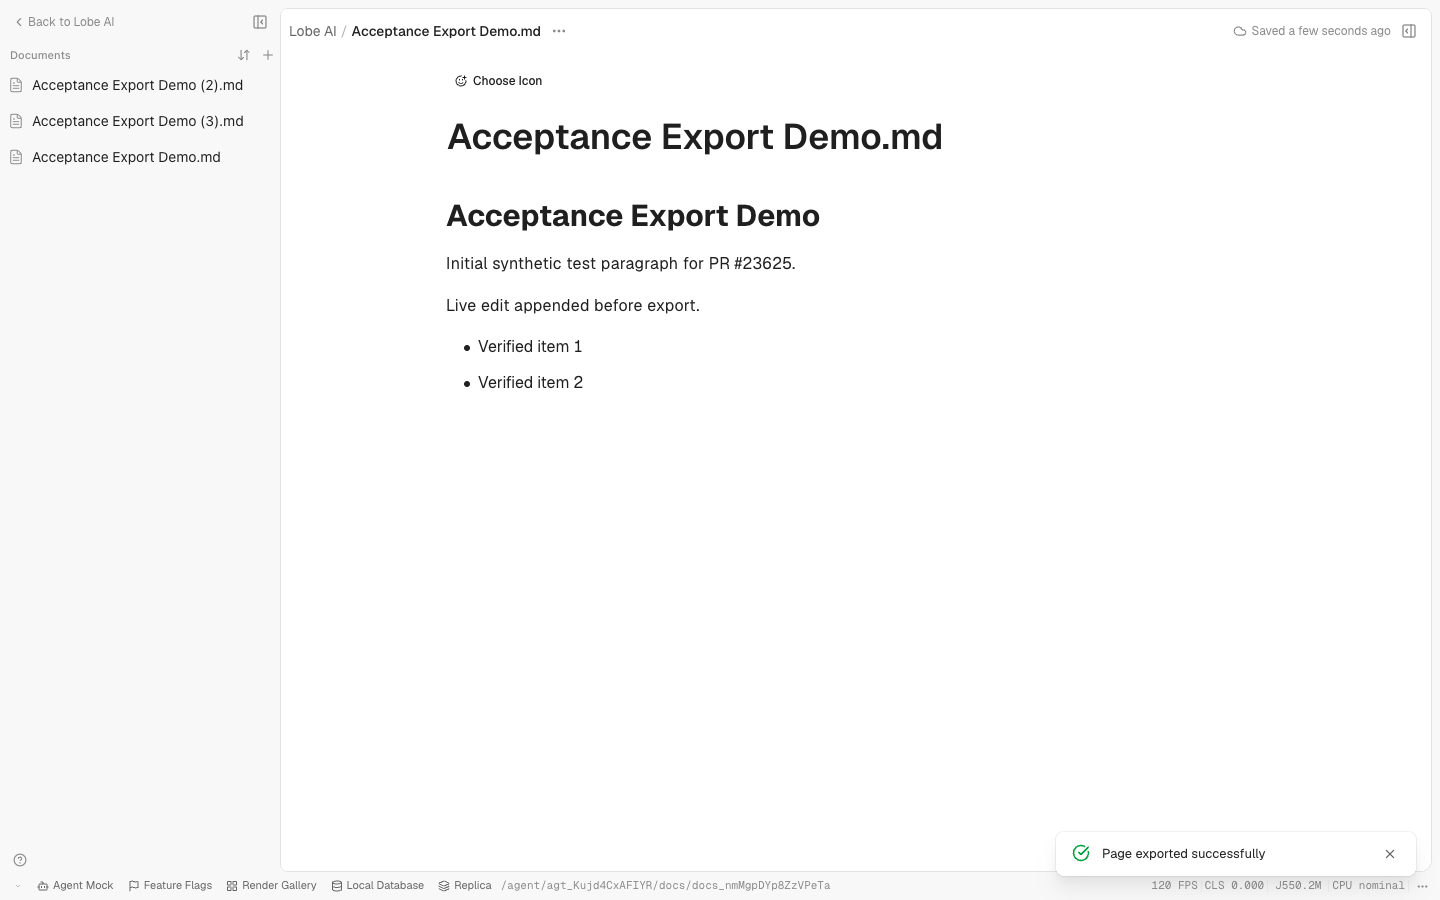 Back to Lobe AI
Documents
Acceptance Export Demo (2).md
Acceptance Export Demo (3).md
Acceptance Export Demo.md
Lobe AI / Acceptance Export Demo.md
Saved a few seconds ago
Choose Icon
Acceptance Export Demo.md
Acceptance Export Demo
Initial synthetic test paragraph for PR #23625.
Live edit appended before export.
• Verified item 1
• Verified item 2
Page exported successfully
Agent Mock Feature Flags Render Gallery Local Database Replica /agent/agt_Kujd4CxAFIYR/docs/docs_nmMgpDYp8ZzVPeTa 120 FPS CLS 0.000 J550.2M CPU nominal